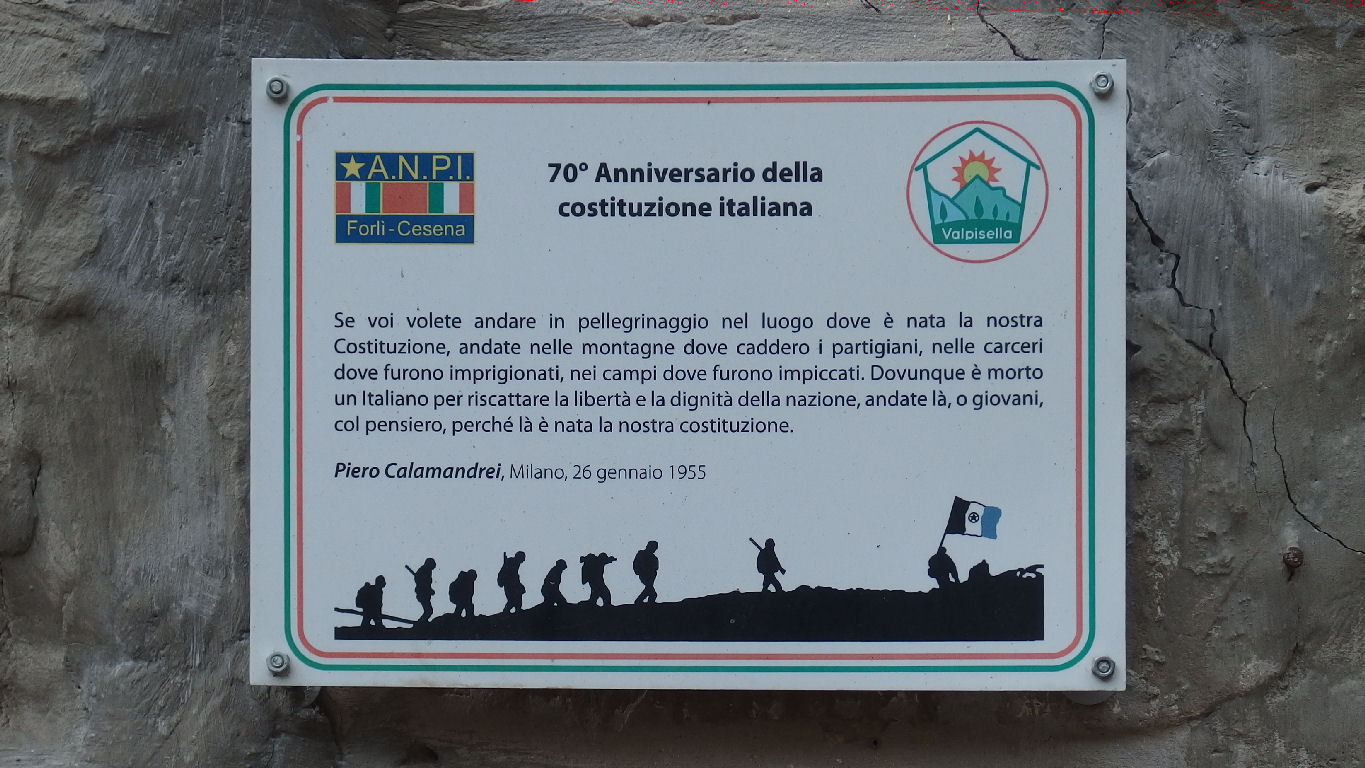 A.N.P.I.
Forlì - Cesena
70° Anniversario della
costituzione italiana
Valpisella
Se voi volete andare in pellegrinaggio nel luogo dove è nata la nostra
Costituzione, andate nelle montagne dove caddero i partigiani, nelle carceri
dove furono imprigionati, nei campi dove furono impiccati. Dovunque è morto
un Italiano per riscattare la libertà e la dignità della nazione, andate là, o giovani,
col pensiero, perché là è nata la nostra costituzione.
Piero Calamandrei, Milano, 26 gennaio 1955